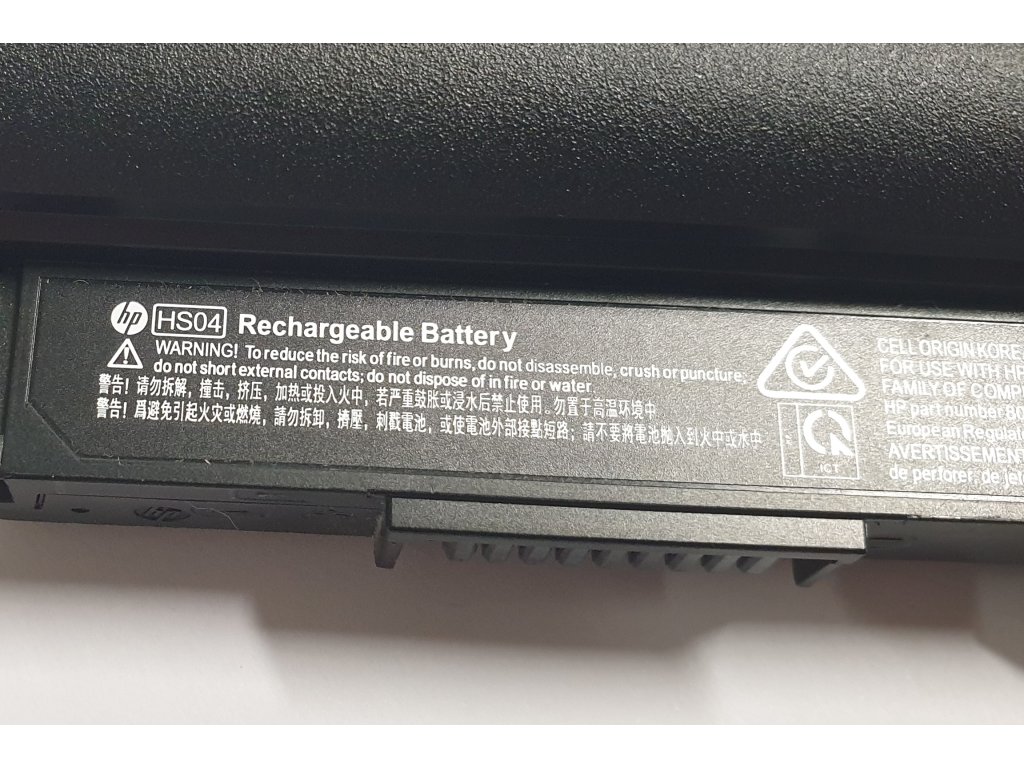 hp HS04 Rechargeable Battery
WARNING! To reduce the risk of fire or burns, do not disassemble, crush or puncture;
do not short external contacts; do not dispose of in fire or water.
警告! 请勿拆解, 撞击, 挤压, 加热或投入火中, 若严重鼓胀或浸水后禁止使用。勿置于高温环境中
警告! 爲避免引起火灾或燃燒, 請勿拆卸, 擠壓, 刺戳電池, 或使電池外部接點短路; 請不要將電池抛入到火中或水中
ICT
CELL ORIGIN KORE
FOR USE WITH HP
FAMILY OF COMP
HP part number 80
European Regulat
AVERTISSEMENT
de perforer, de jet
hp